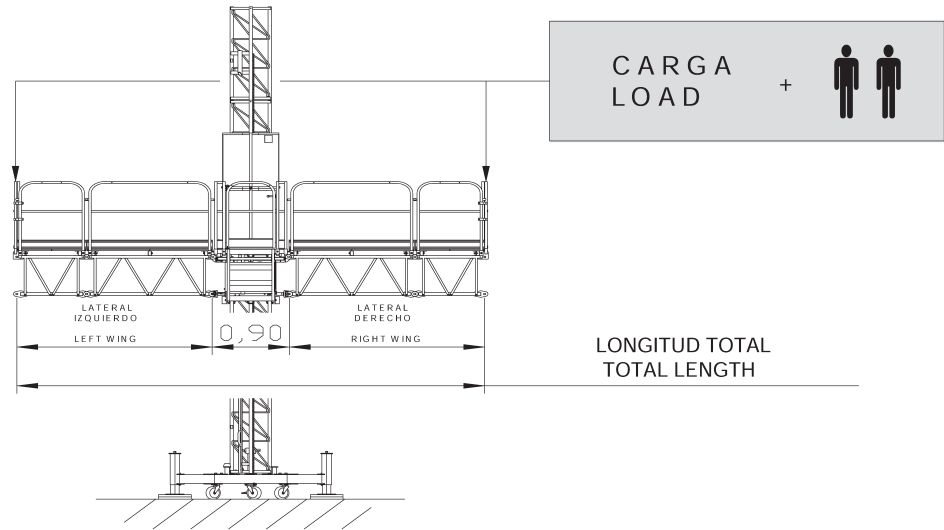 CARGA
LOAD
+
LATERAL
IZQUIERDO
LEFT WING
0,90
LATERAL
DERECHO
RIGHT WING
LONGITUD TOTAL
TOTAL LENGTH